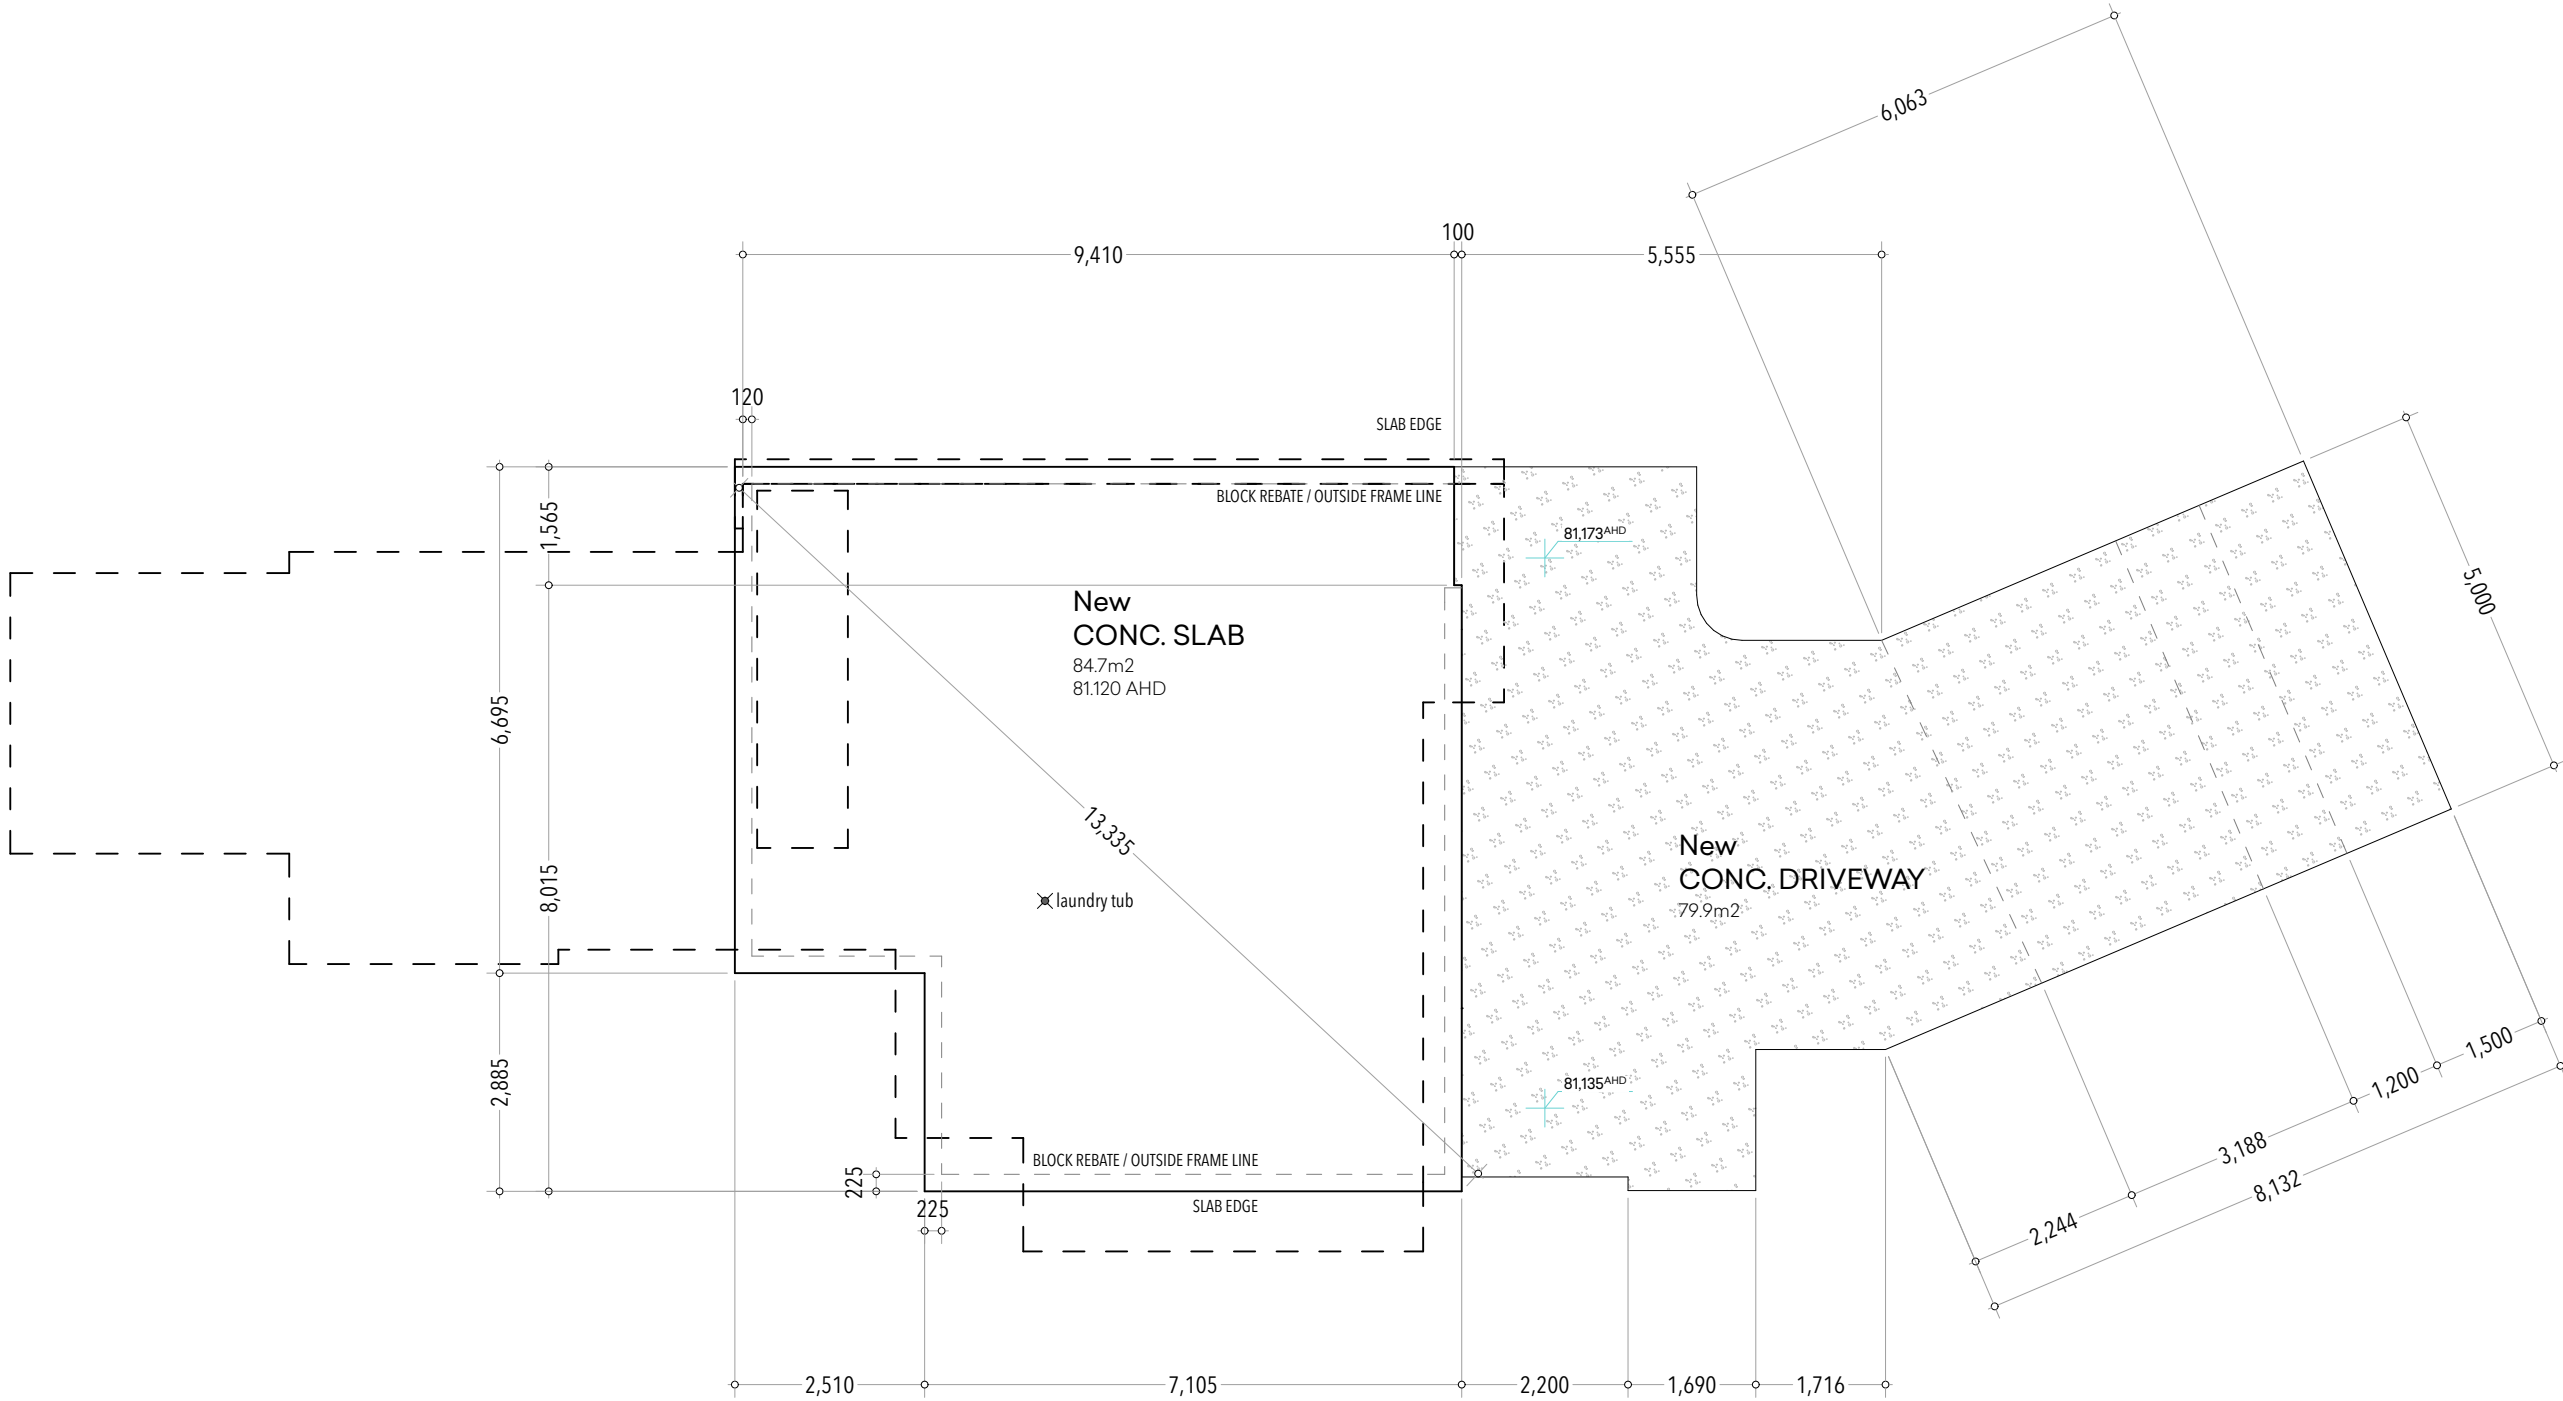 6,063
100
9,410
5,555
120
SLAB EDGE
BLOCK REBATE / OUTSIDE FRAME LINE
1,565
81,173AHD
5,000
New
CONC. SLAB
84.7m2
81.120 AHD
6,695
13,335
New
CONC. DRIVEWAY
79.9m2
8,015
laundry tub
1,500
1,200
2,885
81,135AHD
3,188
BLOCK REBATE / OUTSIDE FRAME LINE
225
8,132
SLAB EDGE
225
2,244
2,510
7,105
2,200
1,690
1,716